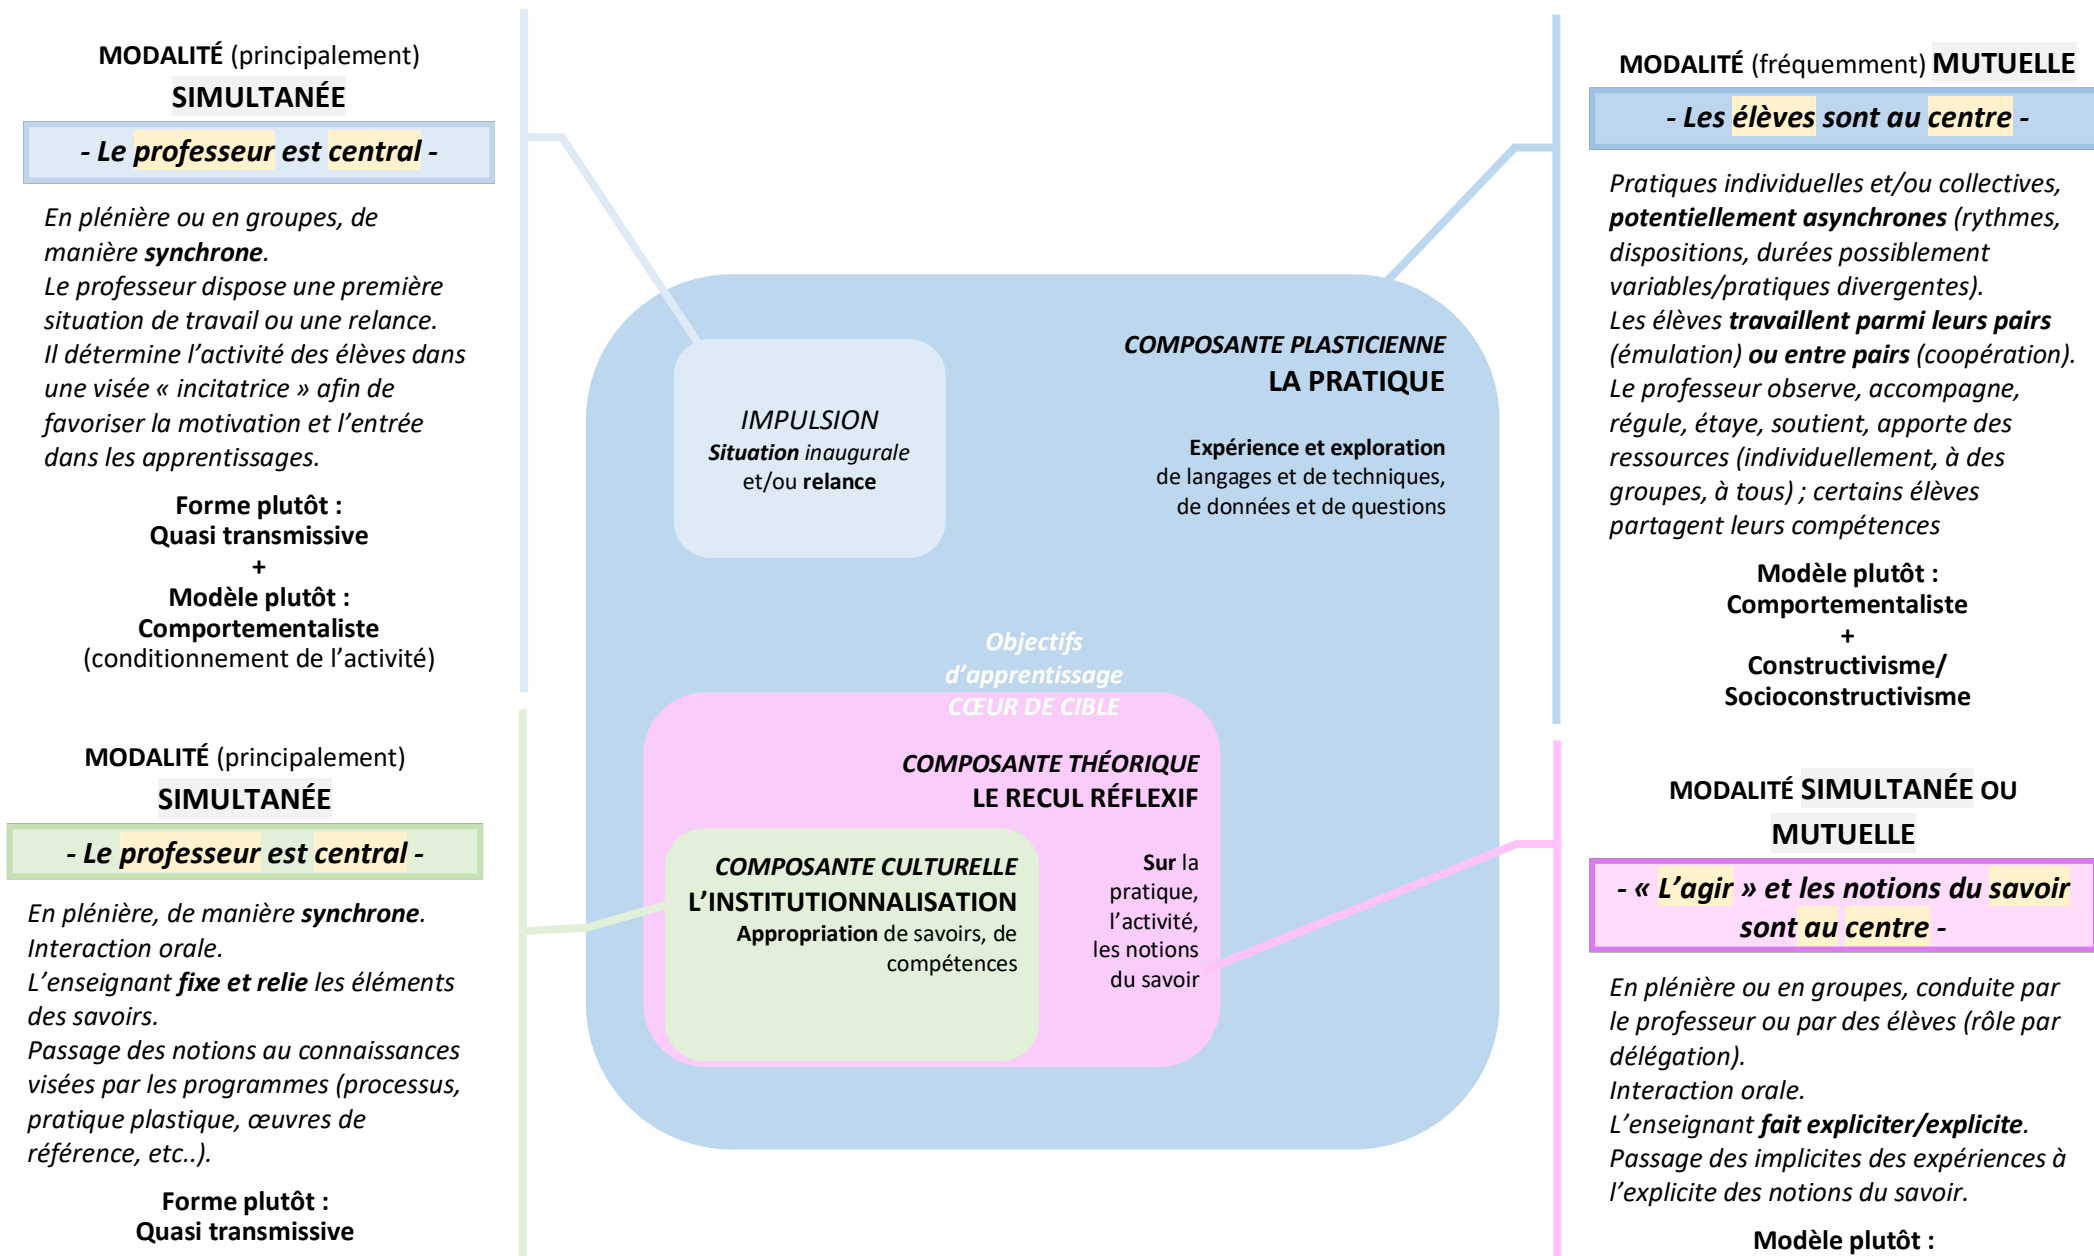 MODALITÉ (principalement)
SIMULTANÉE
- Le professeur est central -
En plénière ou en groupes, de
manière synchrone.
Le professeur dispose une première
situation de travail ou une relance.
Il détermine l’activité des élèves dans
une visée « incitatrice » afin de
favoriser la motivation et l’entrée
dans les apprentissages.
Forme plutôt :
Quasi transmissive
+
Modèle plutôt :
Comportementaliste
(conditionnement de l’activité)
MODALITÉ (principalement)
SIMULTANÉE
- Le professeur est central -
En plénière, de manière synchrone.
Interaction orale.
L’enseignant fixe et relie les éléments
des savoirs.
Passage des notions au connaissances
visées par les programmes (processus,
pratique plastique, œuvres de
référence, etc..).
Forme plutôt :
Quasi transmissive
IMPULSION
Situation inaugurale
et/ou relance
COMPOSANTE PLASTICIENNE
LA PRATIQUE
Expérience et exploration
de langages et de techniques,
de données et de questions
Objectifs
d’apprentissage
CŒUR DE CIBLE
COMPOSANTE THÉORIQUE
LE RECUL RÉFLEXIF
Sur la
pratique,
l’activité,
les notions
du savoir
COMPOSANTE CULTURELLE
L’INSTITUTIONNALISATION
Appropriation de savoirs, de
compétences
MODALITÉ (fréquemment) MUTUELLE
- Les élèves sont au centre -
Pratiques individuelles et/ou collectives,
potentiellement asynchrones (rythmes,
dispositions, durées possiblement
variables/pratiques divergentes).
Les élèves travaillent parmi leurs pairs
(émulation) ou entre pairs (coopération).
Le professeur observe, accompagne,
régule, étaye, soutient, apporte des
ressources (individuellement, à des
groupes, à tous) ; certains élèves
partagent leurs compétences
Modèle plutôt :
Comportementaliste
+
Constructivisme/
Socioconstructivisme
MODALITÉ SIMULTANÉE OU
MUTUELLE
- « L’agir » et les notions du savoir
sont au centre -
En plénière ou en groupes, conduite par
le professeur ou par des élèves (rôle par
délégation).
Interaction orale.
L’enseignant fait expliciter/explicite.
Passage des implicites des expériences à
l’explicite des notions du savoir.
Modèle plutôt :